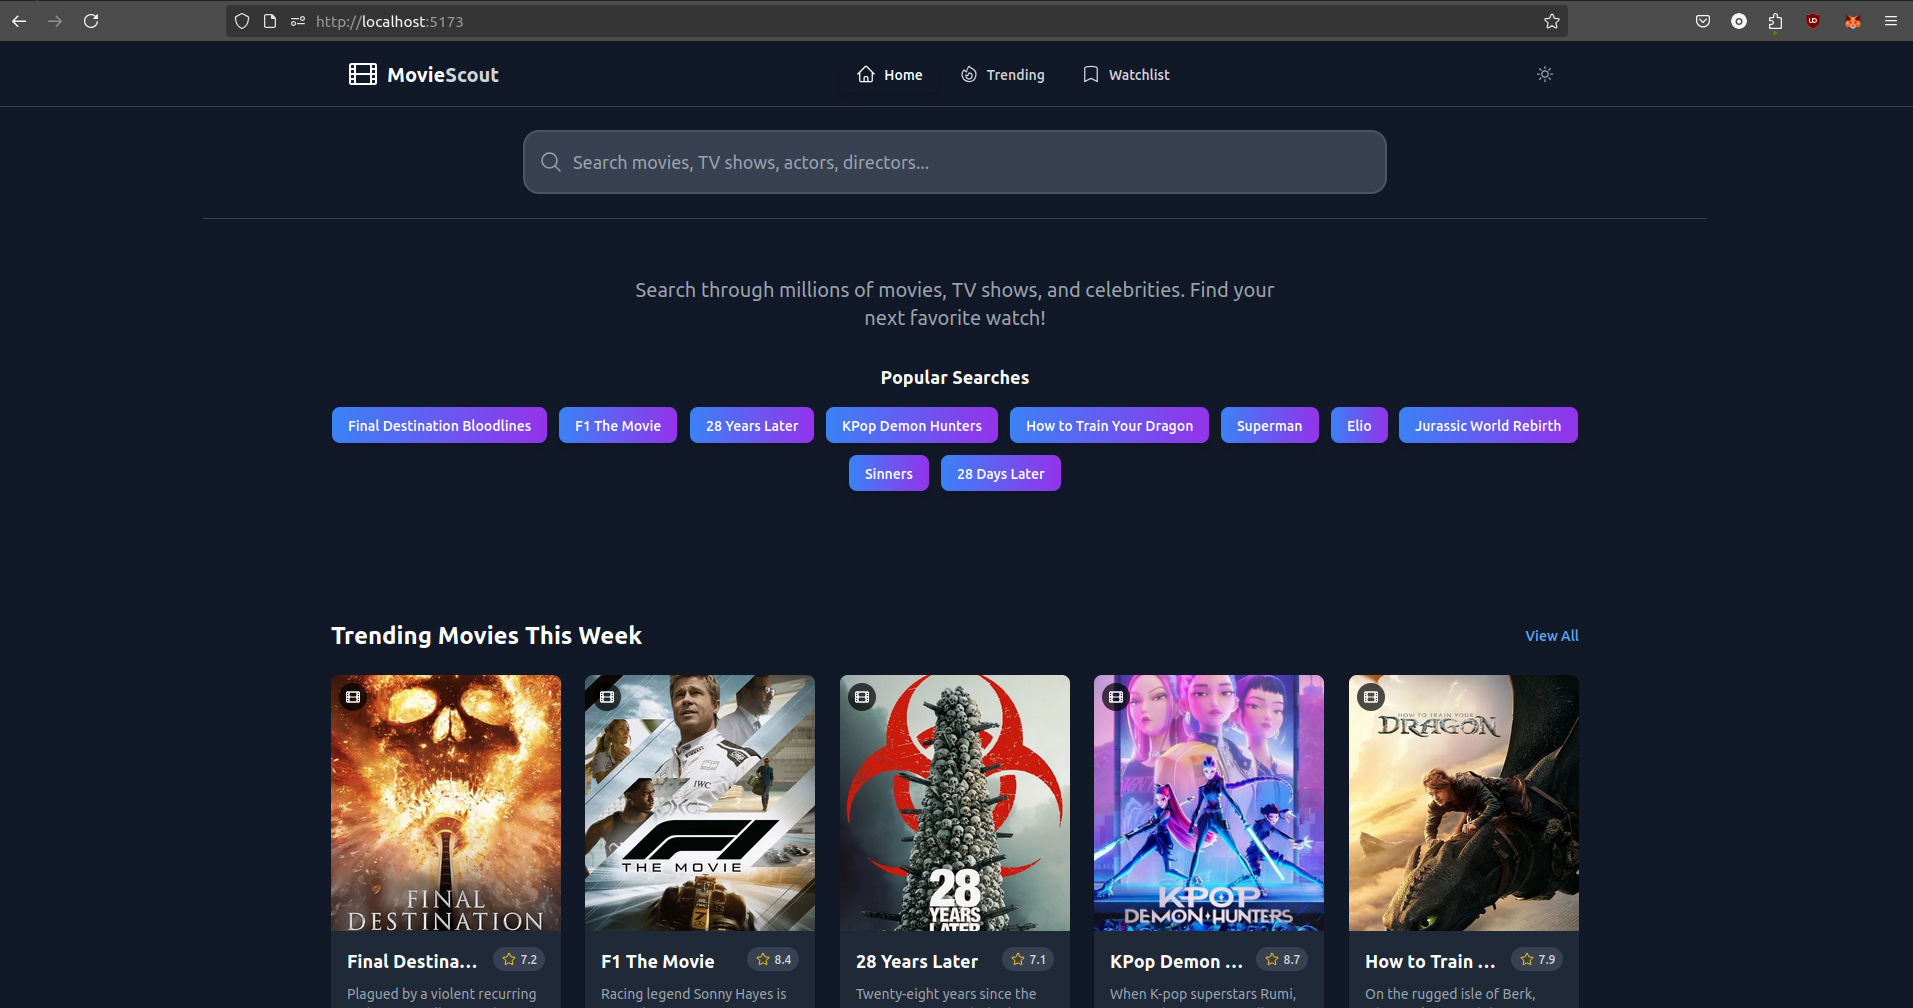 http://localhost:5173
MovieScout
Home
Trending
Watchlist
Search movies, TV shows, actors, directors...
Search through millions of movies, TV shows, and celebrities. Find your
next favorite watch!
Popular Searches
Final Destination Bloodlines
F1 The Movie
28 Years Later
KPop Demon Hunters
How to Train Your Dragon
Superman
Elio
Jurassic World Rebirth
Sinners
28 Days Later
Trending Movies This Week
View All
FINAL
DESTINATION
IWC
F1
THE MOVIE
28
YEARS
LATER
KPOP
DEMON HUNTERS
HOW TO TRAIN YOUR
DRAGON
Final Destina...
7.2
F1 The Movie
8.4
28 Years Later
7.1
KPop Demon ...
8.7
How to Train ...
7.9
Plagued by a violent recurring
Racing legend Sonny Hayes is
Twenty-eight years since the
When K-pop superstars Rumi,
On the rugged isle of Berk,